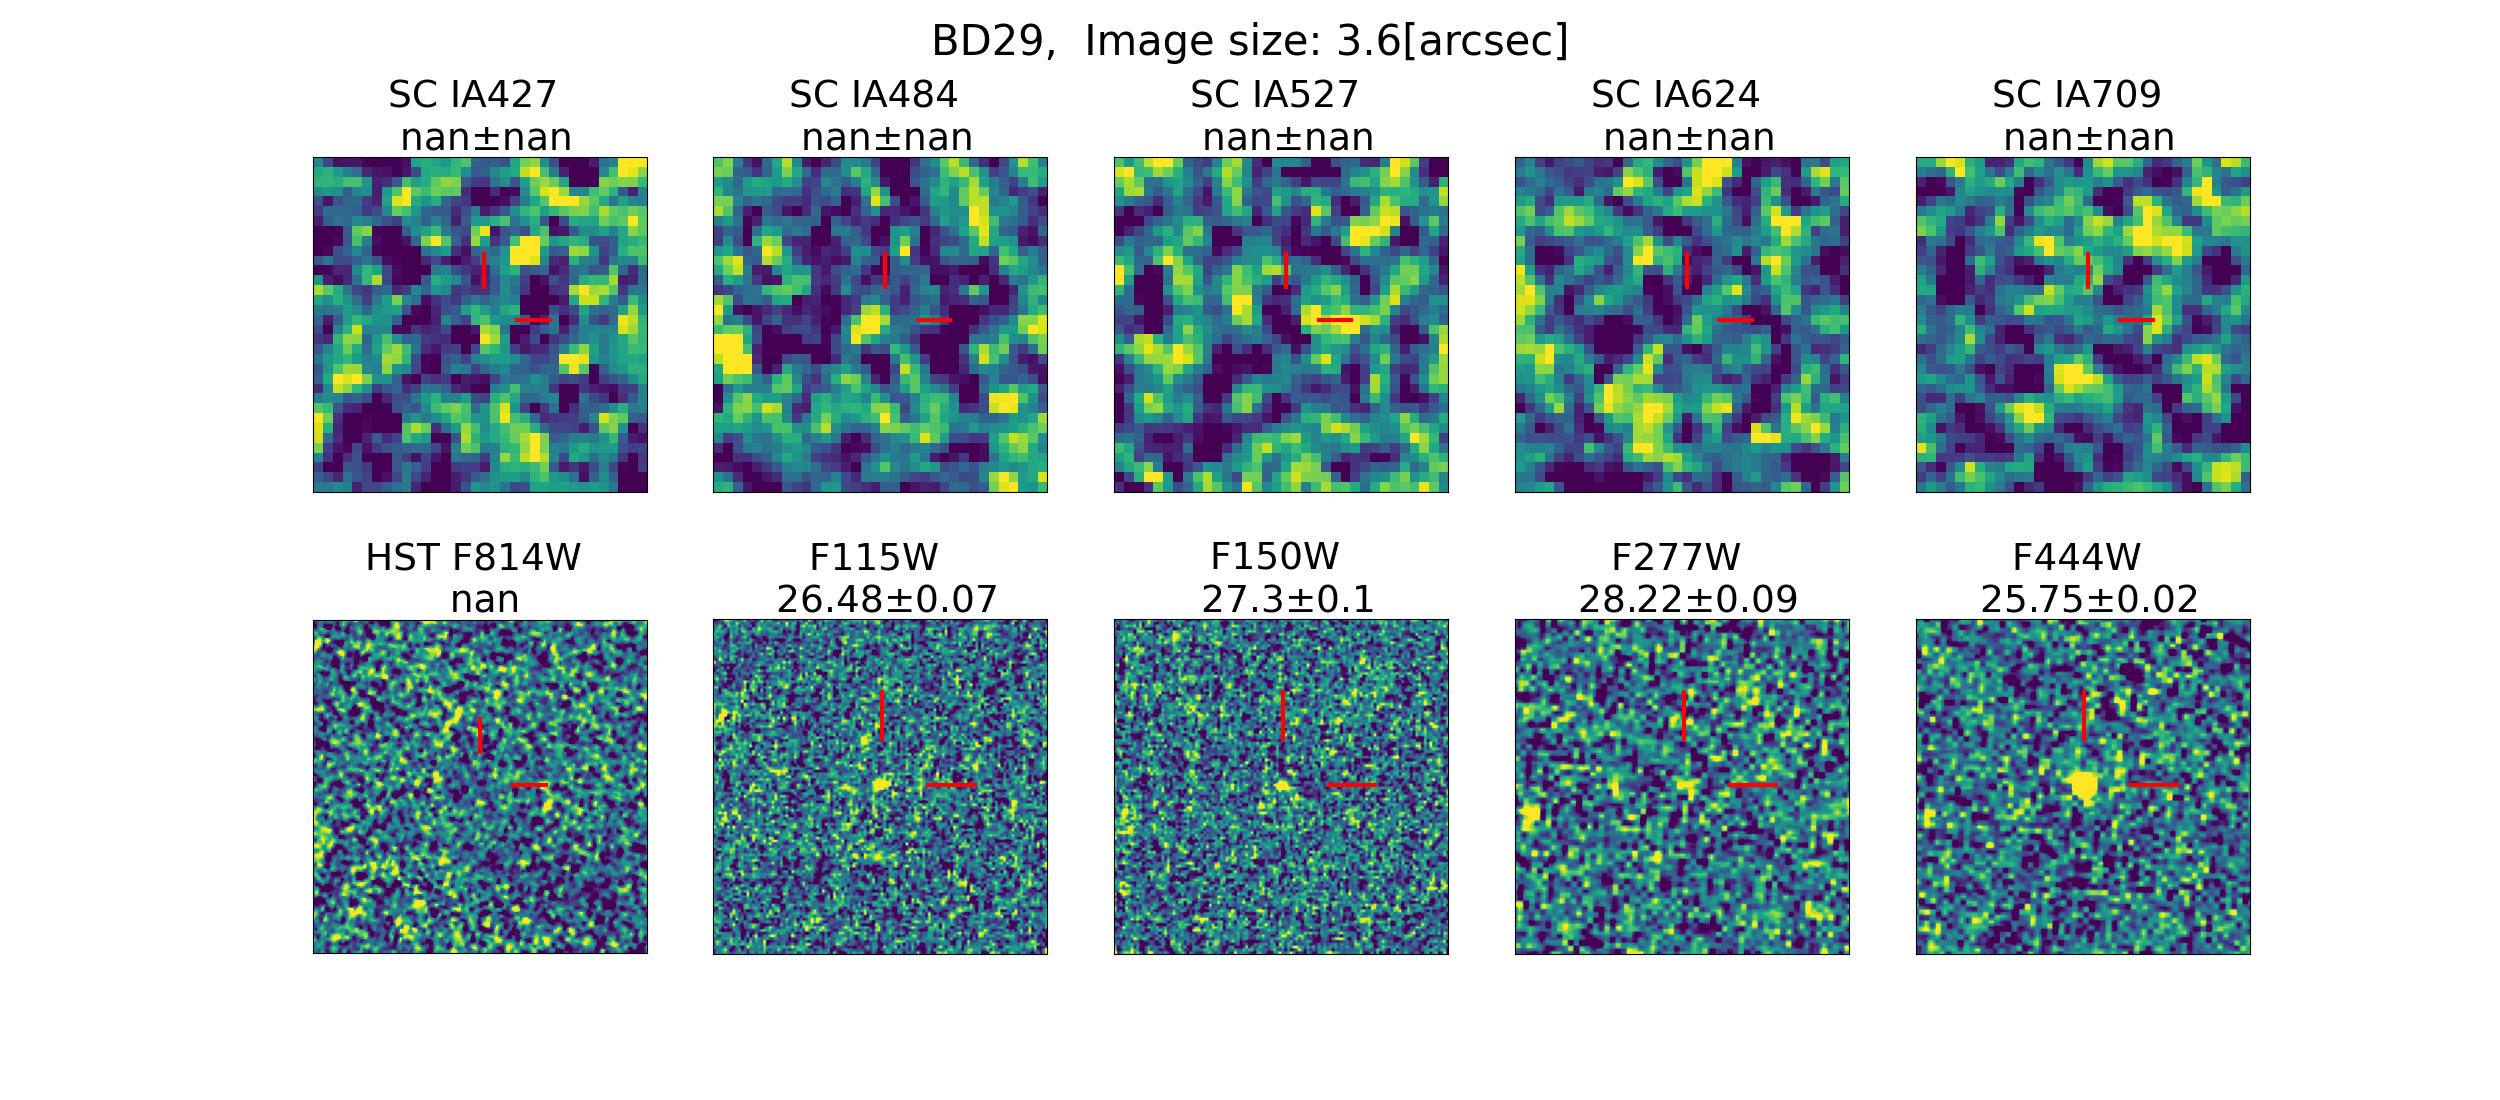 BD29,  Image size: 3.6[arcsec]
SC IA427
nan±nan
SC IA484
nan±nan
SC IA527
nan±nan
SC IA624
nan±nan
SC IA709
nan±nan
HST F814W
nan
F115W
26.48±0.07
F150W
27.3±0.1
F277W
28.22±0.09
F444W
25.75±0.02